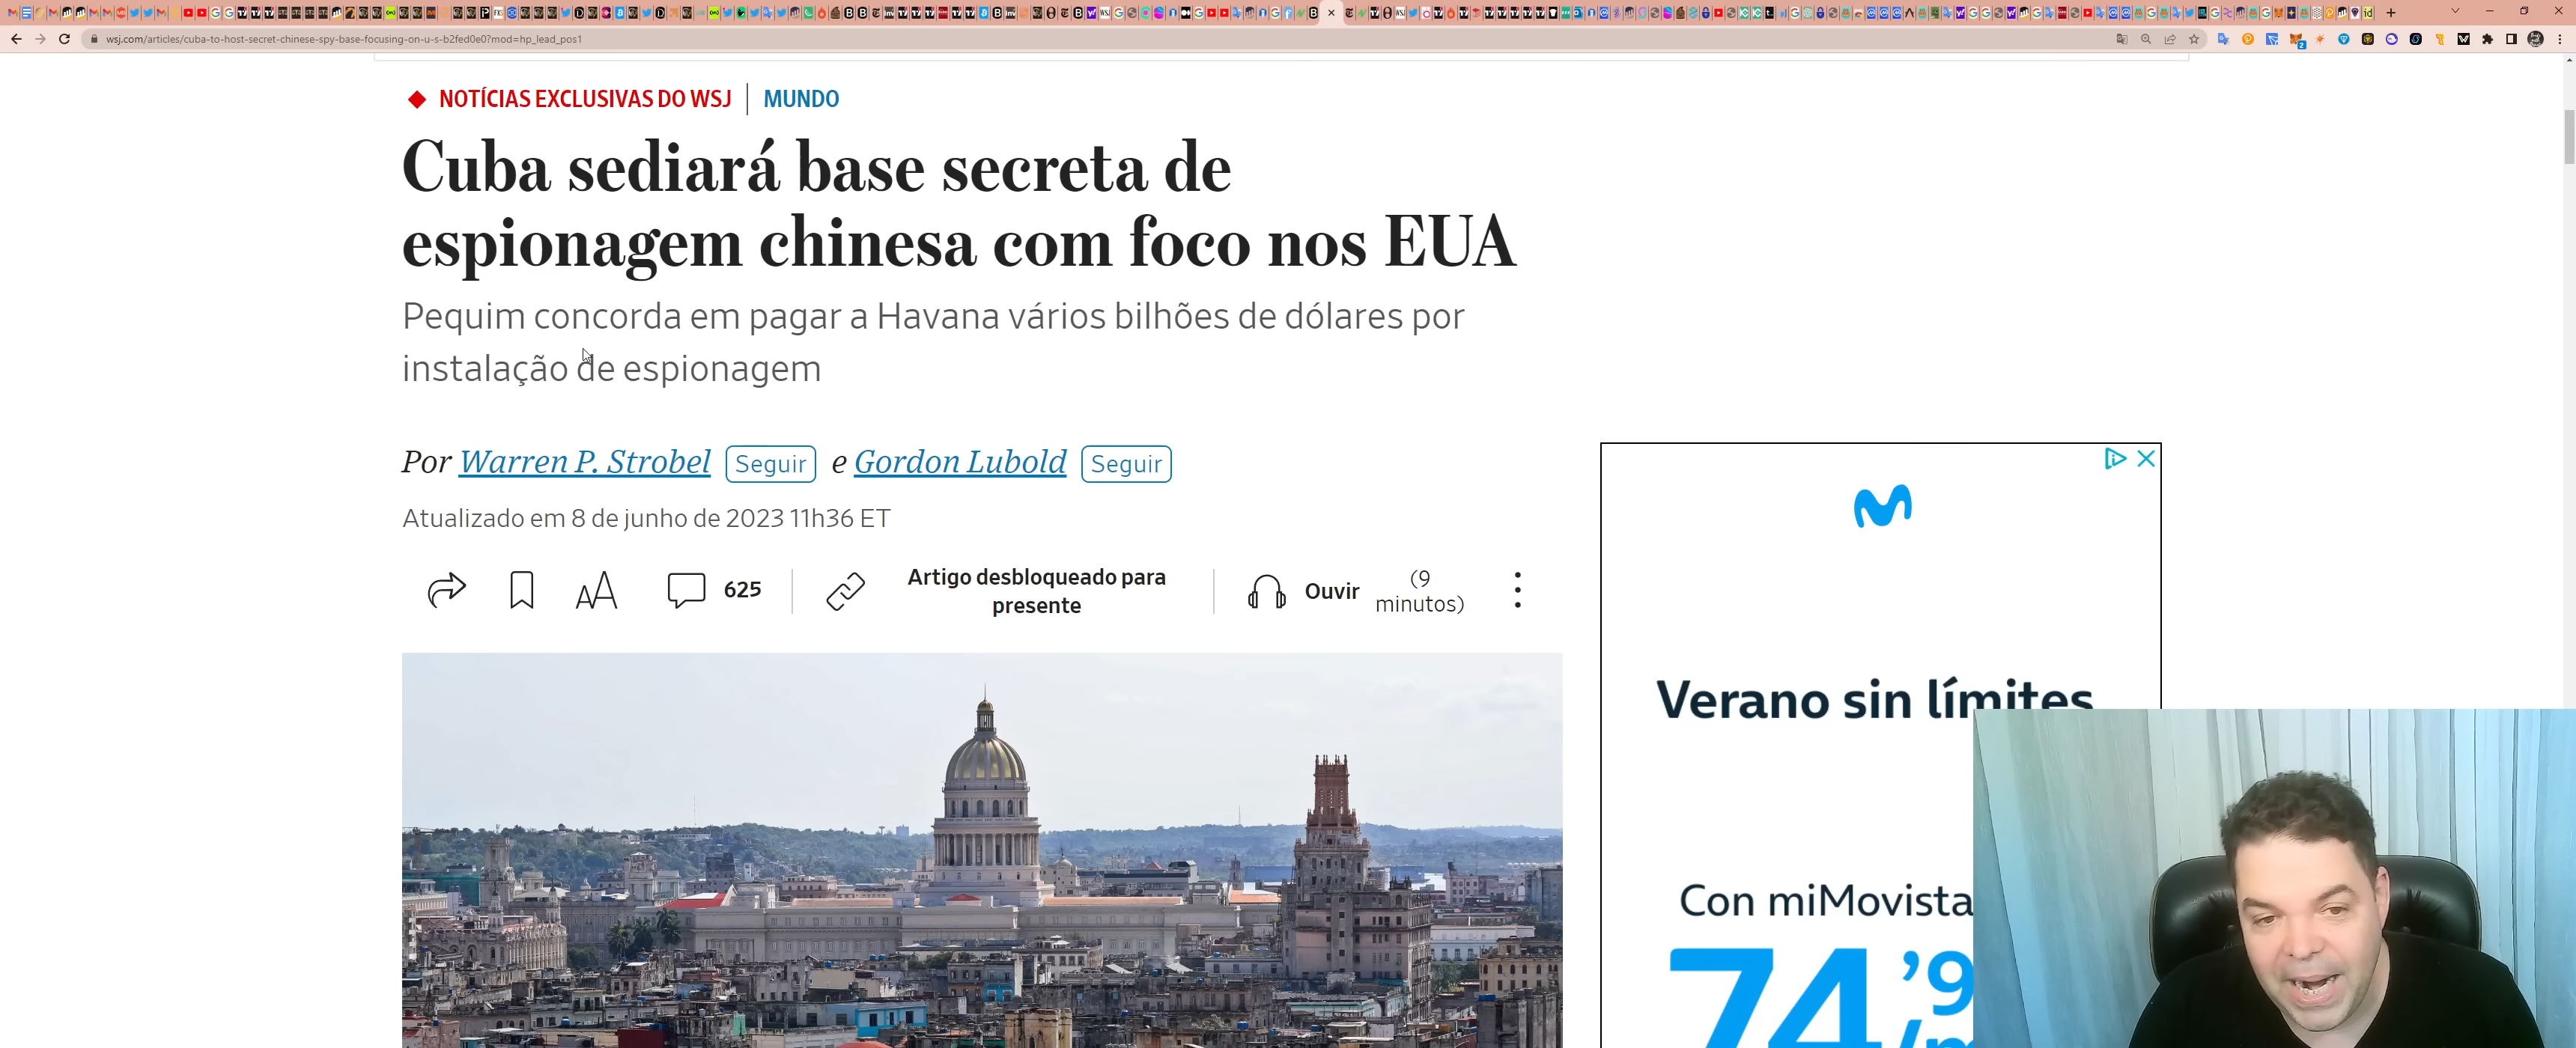 wsj.com/articles/cuba-to-host-secret-chinese-spy-base-focusing-on-u-s-b2fed0e0?mod=hp_lead_pos1
2
NOTÍCIAS EXCLUSIVAS DO WSJ | MUNDO
Cuba sediará base secreta de
espionagem chinesa com foco nos EUA
Pequim concorda em pagar a Havana vários bilhões de dólares por
instalação de espionagem
Por Warren P. Strobel Seguir e Gordon Lubold Seguir
Atualizado em 8 de junho de 2023 11h36 ET
625
Artigo desbloqueado para
presente
Ouvir
(9
minutos)
Verano sin límites
Con miMovista
74
'9
/m